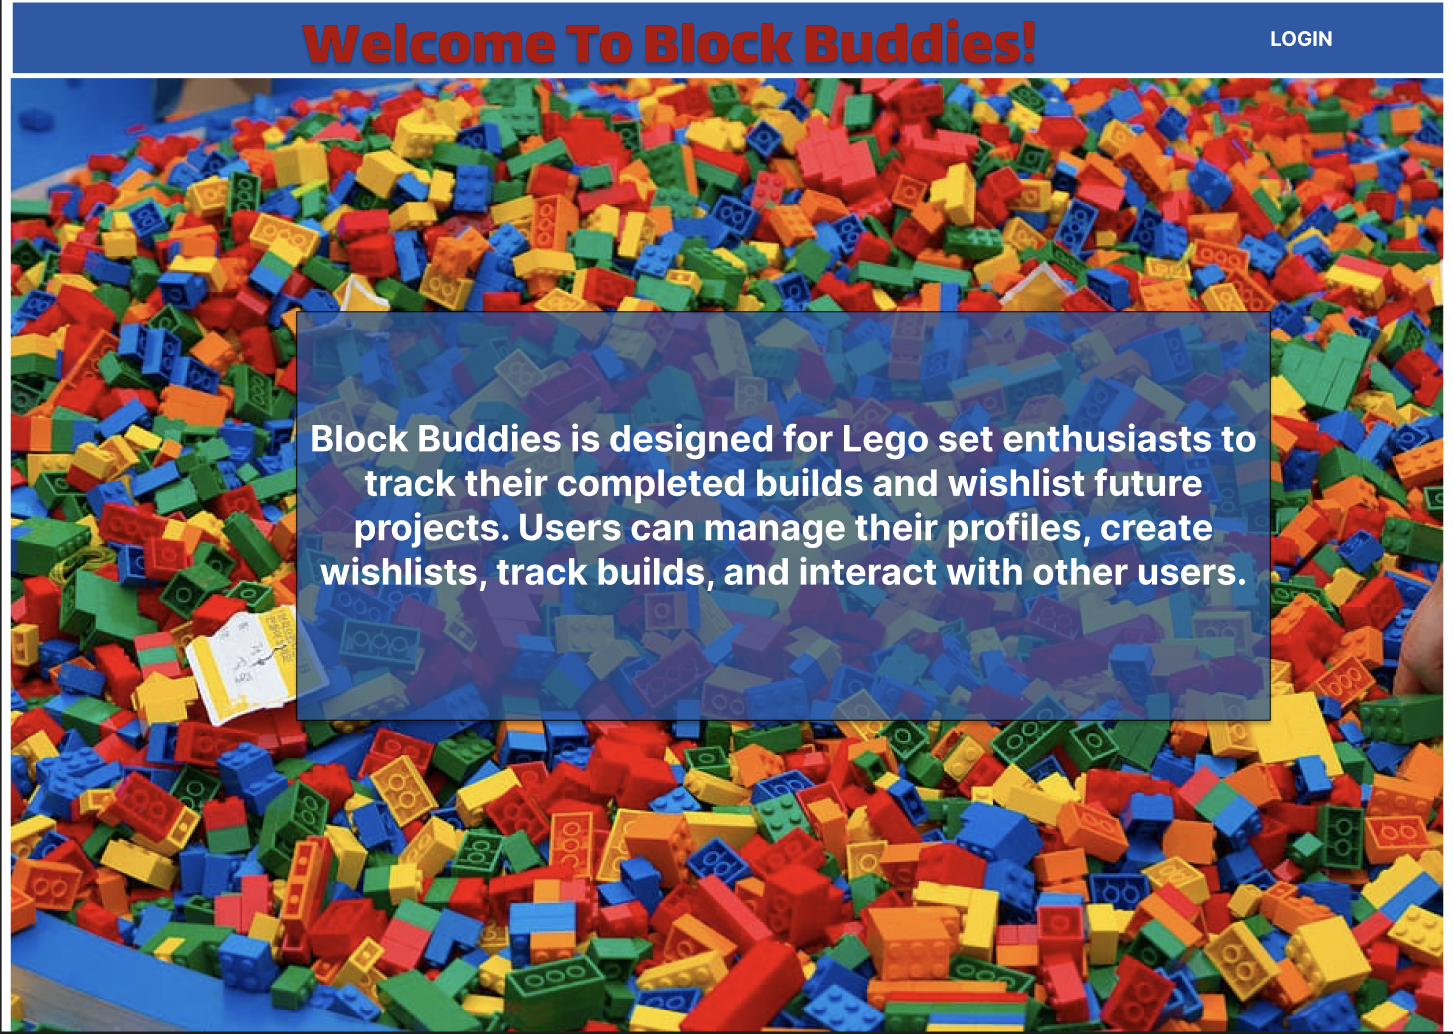 Welcome To Block Buddies!
LOGIN
Block Buddies is designed for Lego set enthusiasts to
track their completed builds and wishlist future
projects. Users can manage their profiles, create
wishlists, track builds, and interact with other users.